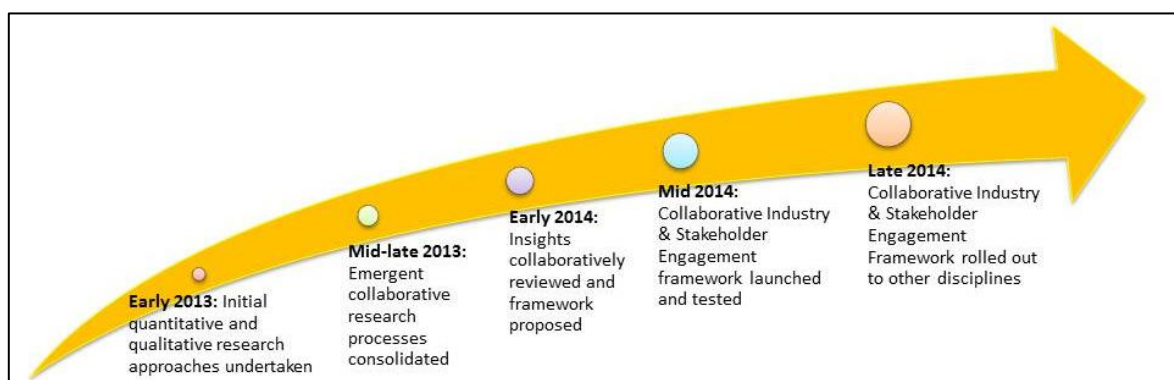 Early 2013: Initial
quantitative and
qualitative research
approaches undertaken
Mid-late 2013:
Emergent
collaborative
research
processes
consolidated
Early 2014:
Insights
collaboratively
reviewed and
framework
proposed
Mid 2014:
Collaborative Industry
& Stakeholder
Engagement
framework launched
and tested
Late 2014:
Collaborative Industry
& Stakeholder
Engagement
Framework rolled out
to other disciplines